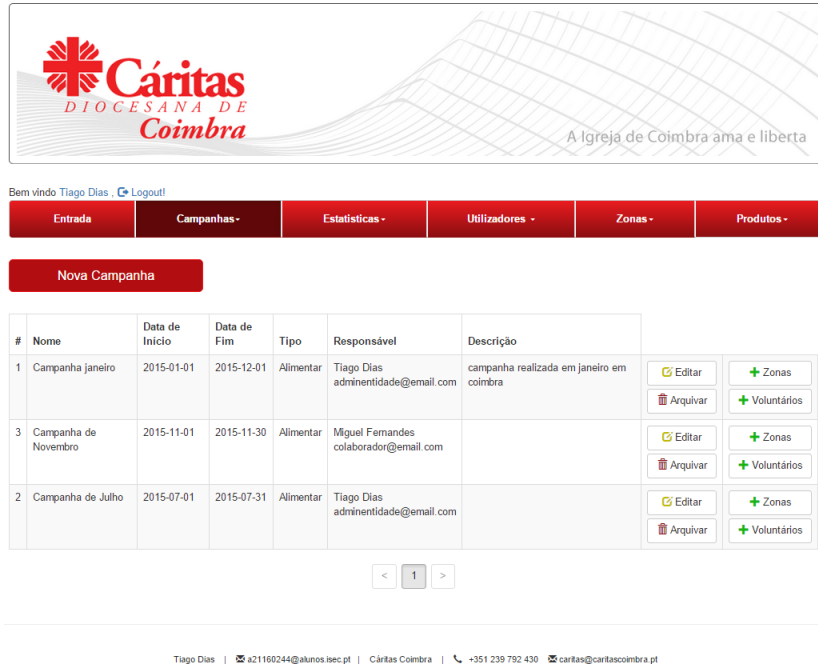 Cáritas
DIOCESANA DE
Coimbra
A Igreja de Coimbra ama e liberta
Bem vindo Tiago Dias , Logout!
Entrada Campanhas Estatisticas Utilizadores Zonas Produtos
Nova Campanha
# Nome Data de Início Data de Fim Tipo Responsável Descrição
1 Campanha janeiro 2015-01-01 2015-12-01 Alimentar Tiago Dias campanha realizada em janeiro em Editar + Zonas
adminentidade@email.com coimbra Arquivar + Voluntários
3 Campanha de 2015-11-01 2015-11-30 Alimentar Miguel Fernandes Editar + Zonas
Novembro colaborador@email.com Arquivar + Voluntários
2 Campanha de Julho 2015-07-01 2015-07-31 Alimentar Tiago Dias Editar + Zonas
adminentidade@email.com Arquivar + Voluntários
< 1 >
Tiago Dias | a21160244@alunos.isec.pt | Cáritas Coimbra | +351 239 792 430 caritas@caritascoimbra.pt